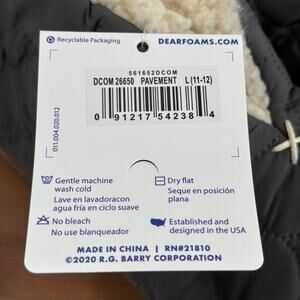 Recyclable Packaging
DEARFOAMS.COM
561652DCOM
DCOM 26650 PAVEMENT L (11-12)
0 91217 54238 4
011.004.020.012
Gentle machine
wash cold
Lave en lavadoracon
agua fría en ciclo suave
Dry flat
Seque en posición
plana
No bleach
No use blanqueador
Established and
designed in the USA
MADE IN CHINA | RN#21810
©2020 R.G. BARRY CORPORATION